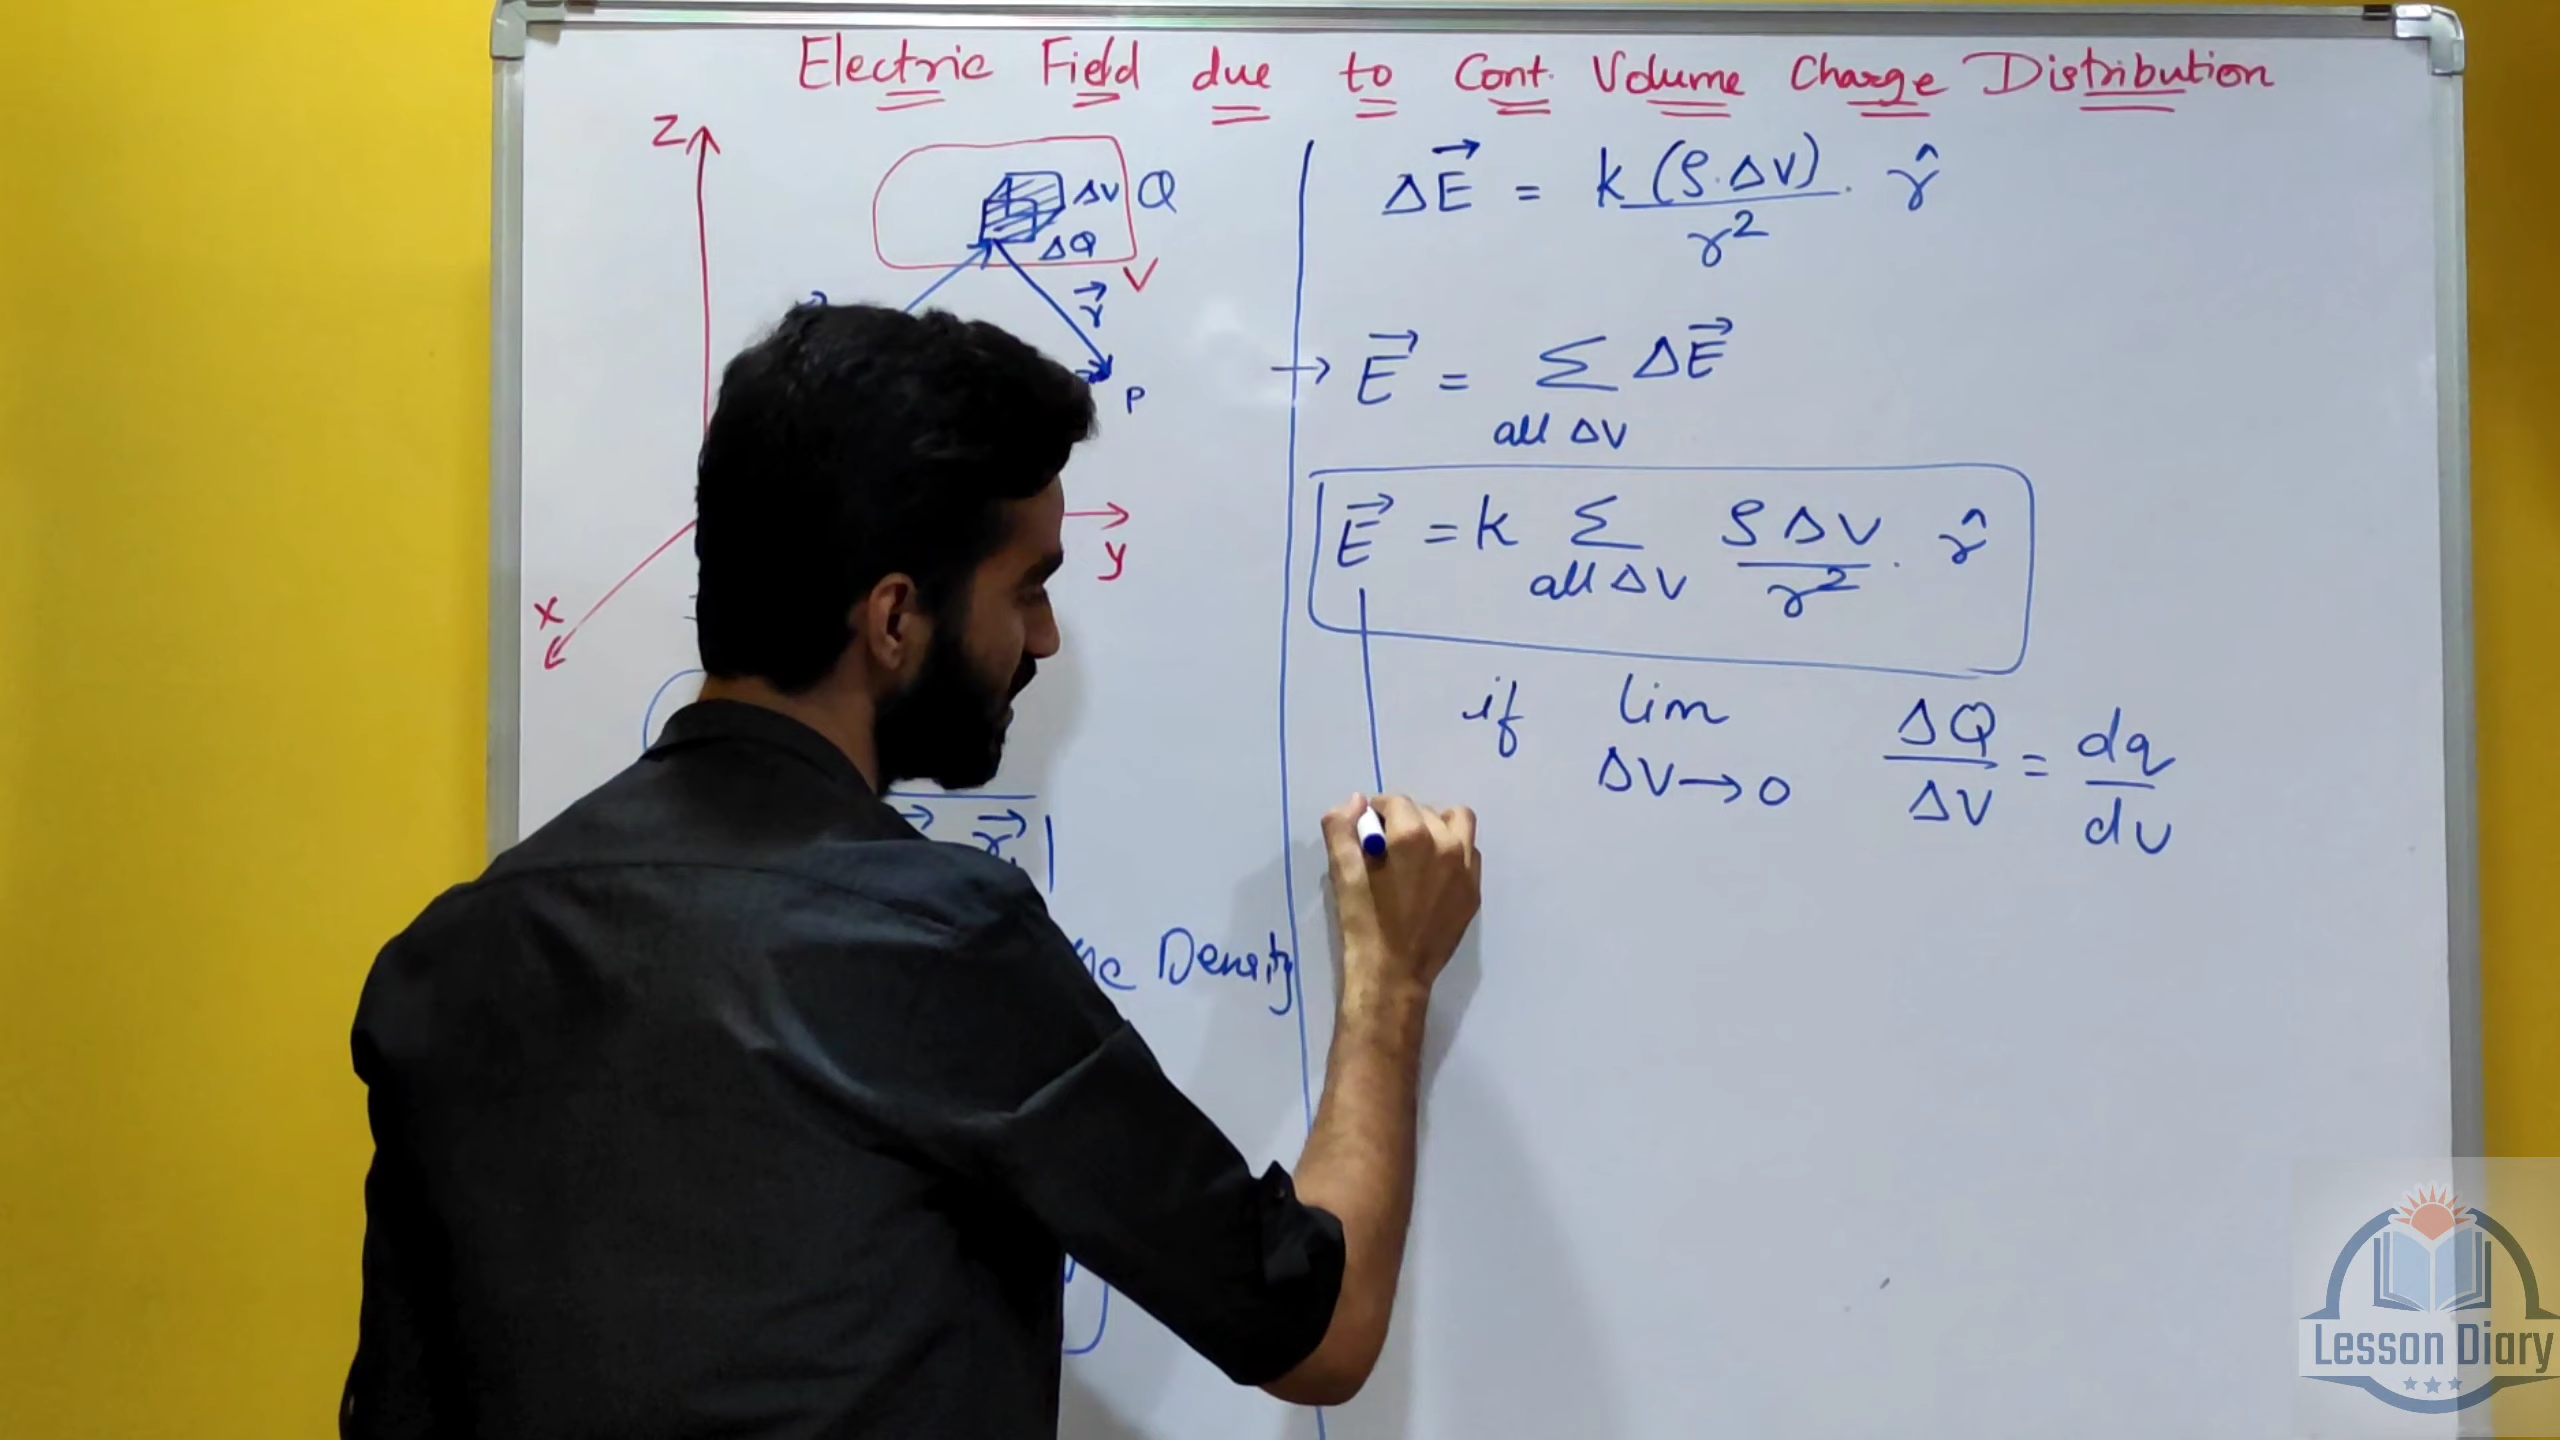 Electric Field due to Cont. Volume Charge Distribution
Z
ΔV Q
ΔQ
V
r⃗
P
y
x
Density
ΔE⃗ = k (ρ.ΔV) / r² . r̂
→ E⃗ = Σ ΔE⃗
all ΔV
E⃗ = k Σ ρ ΔV / r² . r̂
all ΔV
if lim ΔQ / ΔV = dq / dv
ΔV→0
Lesson Diary